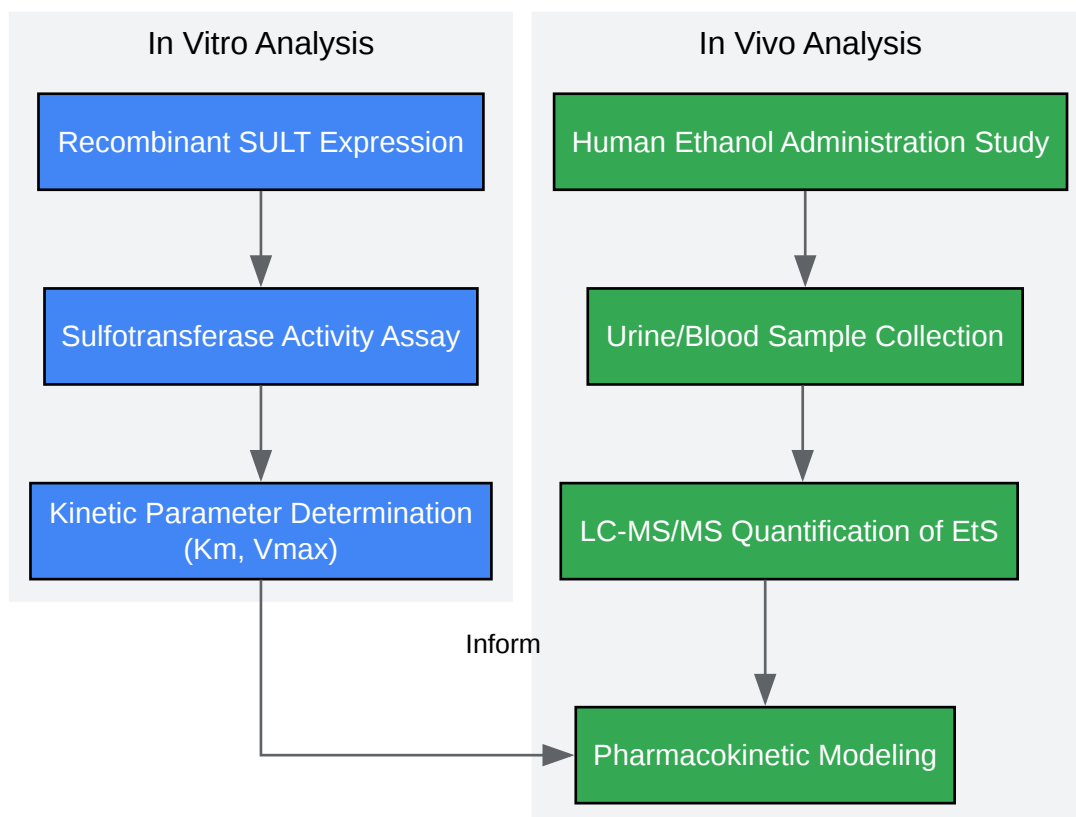 In Vitro Analysis
Recombinant SULT Expression
Sulfotransferase Activity Assay
Kinetic Parameter Determination
(Km, Vmax)
Inform
In Vivo Analysis
Human Ethanol Administration Study
Urine/Blood Sample Collection
LC-MS/MS Quantification of EtS
Pharmacokinetic Modeling